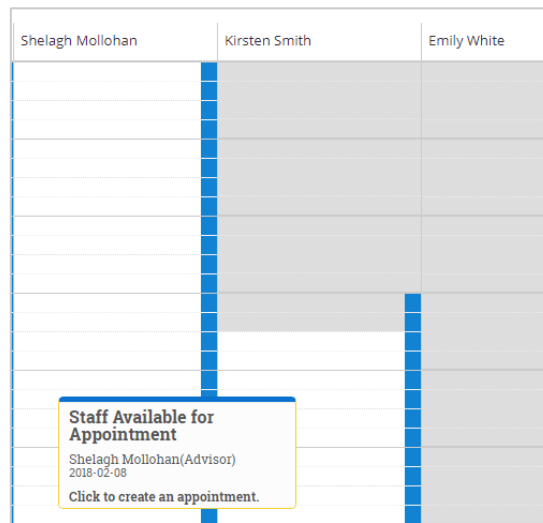 Shelagh Mollohan
Kirsten Smith
Emily White
Staff Available for
Appointment
Shelagh Mollohan(Advisor)
2018-02-08
Click to create an appointment.